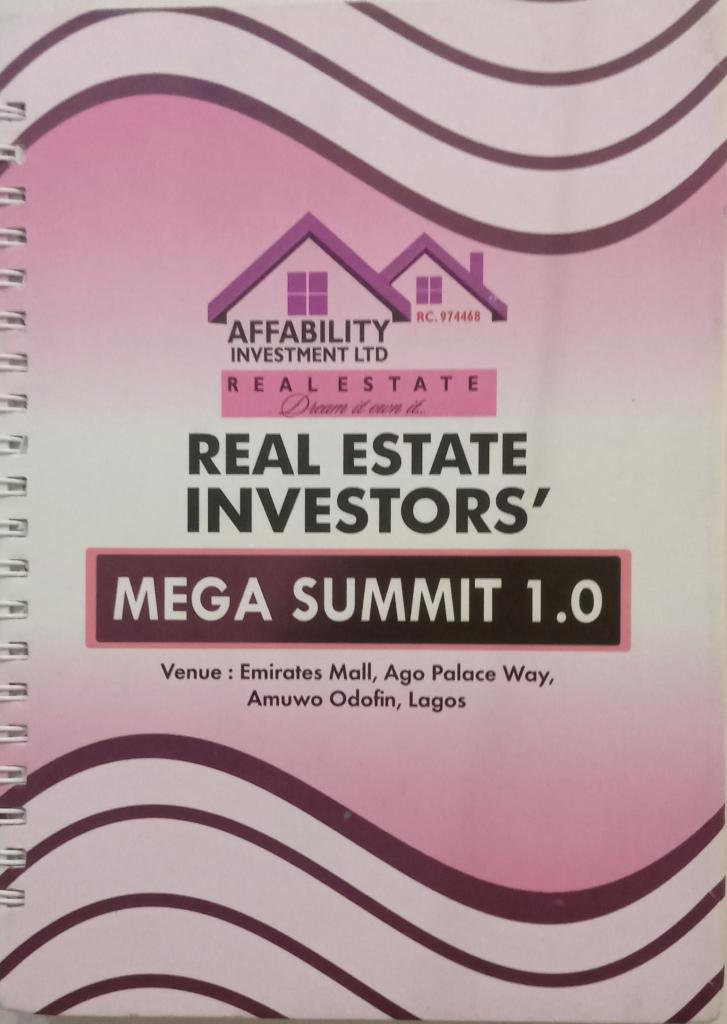 RC. 974468
AFFABILITY
INVESTMENT LTD
REAL ESTATE
Dream it own it...
REAL ESTATE
INVESTORS’
MEGA SUMMIT 1.0
Venue : Emirates Mall, Ago Palace Way,
Amuwo Odofin, Lagos